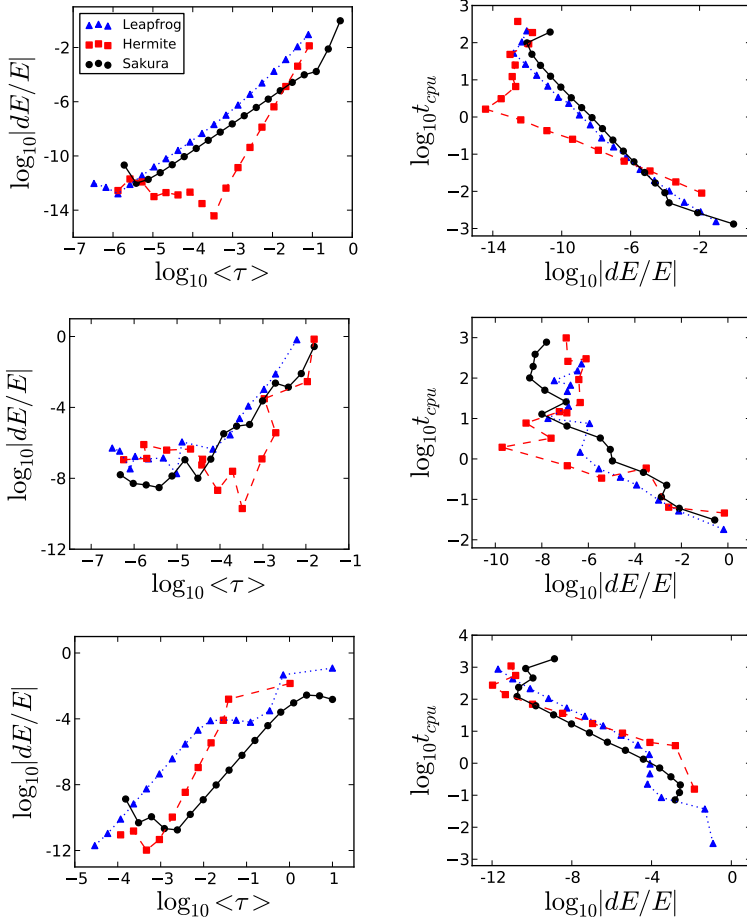 Leapfrog
Hermite
Sakura
log₁₀|dE/E|
−2
−6
−10
−14
−7 −6 −5 −4 −3 −2 −1 0
log₁₀ <τ>
log₁₀t_cpu
3
2
1
0
−1
−2
−3
−14 −10 −6 −2
log₁₀|dE/E|
log₁₀|dE/E|
0
-4
-8
-12
−7 −6 −5 −4 −3 −2 −1
log₁₀ <τ>
log₁₀t_cpu
3
2
1
0
−1
−2
−10 −8 −6 −4 −2 0
log₁₀|dE/E|
log₁₀|dE/E|
0
-4
-8
-12
−5 −4 −3 −2 −1 0 1
log₁₀ <τ>
log₁₀t_cpu
4
3
2
1
0
−1
−2
−3
−12 −8 −4 0
log₁₀|dE/E|